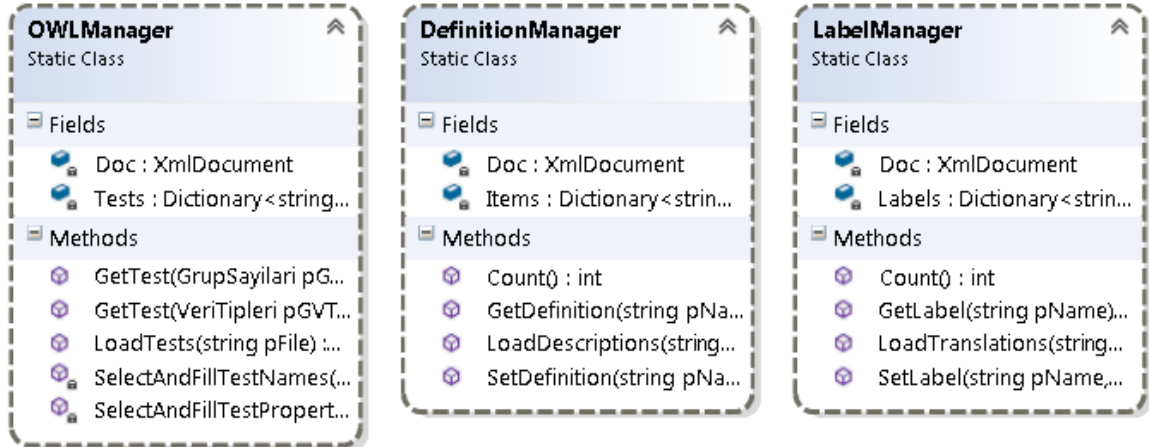 OWLManager
Static Class
Fields
Doc : XmlDocument
Tests : Dictionary<string...
Methods
GetTest(GrupSayilari pG...
GetTest(VeriTipleri pGVT...
LoadTests(string pFile) :...
SelectAndFillTestNames(...
SelectAndFillTestPropert...
DefinitionManager
Static Class
Fields
Doc : XmlDocument
Items : Dictionary<strin...
Methods
Count() : int
GetDefinition(string pNa...
LoadDescriptions(string...
SetDefinition(string pNa...
LabelManager
Static Class
Fields
Doc : XmlDocument
Labels : Dictionary<strin...
Methods
Count() : int
GetLabel(string pName)...
LoadTranslations(string...
SetLabel(string pName,...